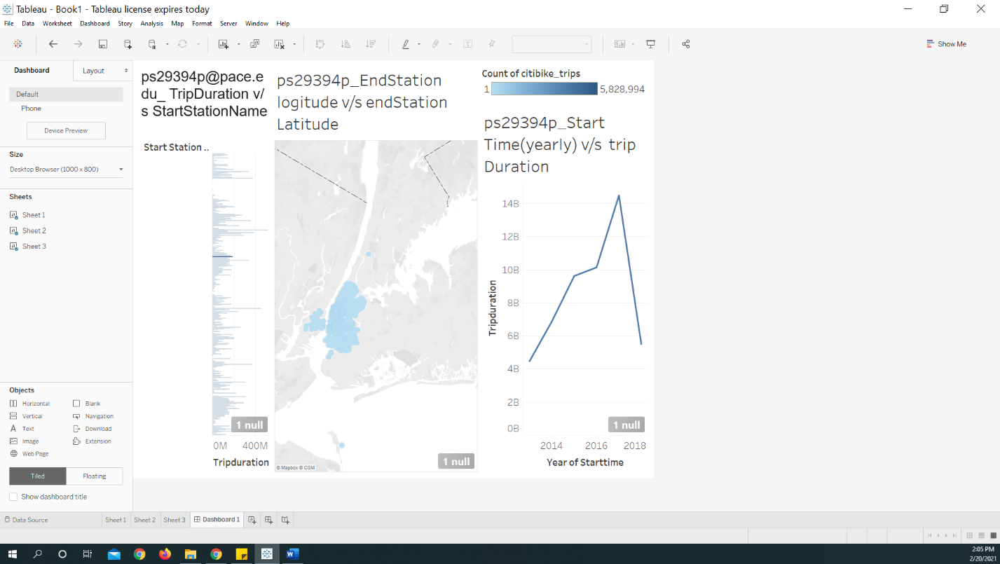 Tableau - Book1 - Tableau license expires today
File Data Worksheet Dashboard Story Analysis Map Format Server Window Help
Show Me
Dashboard Layout
Default
Phone
Device Preview
Size
Desktop Browser (1000 x 800)
Sheets
Sheet 1
Sheet 2
Sheet 3
Objects
Horizontal Blank
Vertical Navigation
Text Download
Image Extension
Web Page
Tiled Floating
Show dashboard title
ps29394p@pace.e
du_ TripDuration v/
s StartStationName
Start Station ..
1 null
0M 400M
Tripduration
ps29394p_EndStation
logitude v/s endStation
Latitude
© Mapbox © OSM
1 null
Count of citibike_trips
1 5,828,994
ps29394p_Start
Time(yearly) v/s trip
Duration
Tripduration
14B
12B
10B
8B
6B
4B
2B
0B
1 null
2014 2016 2018
Year of Starttime
Data Source Sheet 1 Sheet 2 Sheet 3 Dashboard 1
2:05 PM
2/20/2021